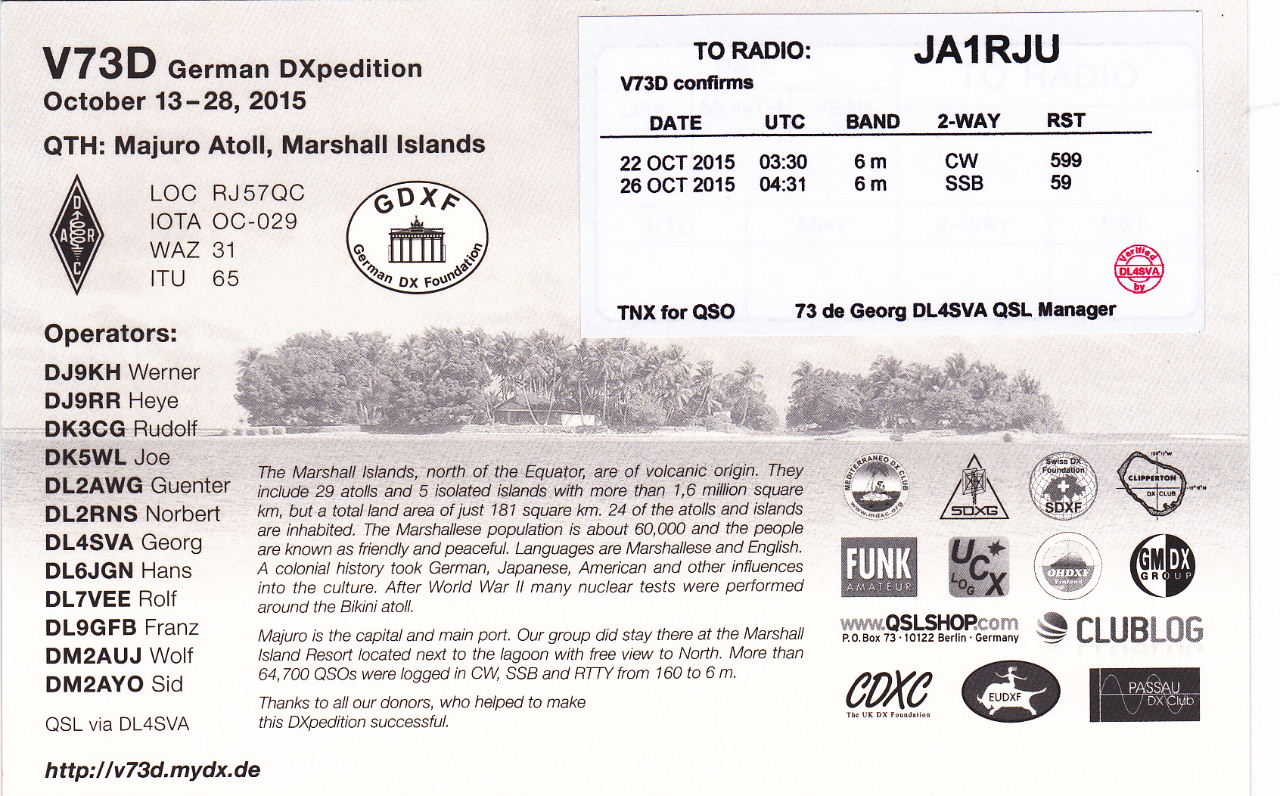 V73D German DXpedition
October 13–28, 2015
QTH: Majuro Atoll, Marshall Islands
LOC RJ57QC
IOTA OC-029
WAZ 31
ITU 65
D
A R
C
GDXF
German DX Foundation
TO RADIO: JA1RJU
V73D confirms
DATE UTC BAND 2-WAY RST
22 OCT 2015 03:30 6 m CW 599
26 OCT 2015 04:31 6 m SSB 59
Verified
DL4SVA
by
TNX for QSO 73 de Georg DL4SVA QSL Manager
Operators:
DJ9KH Werner
DJ9RR Heye
DK3CG Rudolf
DK5WL Joe
DL2AWG Guenter
DL2RNS Norbert
DL4SVA Georg
DL6JGN Hans
DL7VEE Rolf
DL9GFB Franz
DM2AUJ Wolf
DM2AYO Sid
QSL via DL4SVA
http://v73d.mydx.de
The Marshall Islands, north of the Equator, are of volcanic origin. They
include 29 atolls and 5 isolated islands with more than 1,6 million square
km, but a total land area of just 181 square km. 24 of the atolls and islands
are inhabited. The Marshallese population is about 60,000 and the people
are known as friendly and peaceful. Languages are Marshallese and English.
A colonial history took German, Japanese, American and other influences
into the culture. After World War II many nuclear tests were performed
around the Bikini atoll.
Majuro is the capital and main port. Our group did stay there at the Marshall
Island Resort located next to the lagoon with free view to North. More than
64,700 QSOs were logged in CW, SSB and RTTY from 160 to 6 m.
Thanks to all our donors, who helped to make
this DXpedition successful.
MEDITERRANEO DX CLUB
www.mdxc.org
SDXG
Swiss DX
Foundation
SDXF
CLIPPERTON
DX CLUB
FUNK
AMATEUR
UCX
LOG
OHDXF
GMDX
GROUP
www.QSLSHOP.com
P.O.Box 73 · 10122 Berlin · Germany
CLUBLOG
CDXC
The UK DX Foundation
EUDXF
PASSAU
DX Club